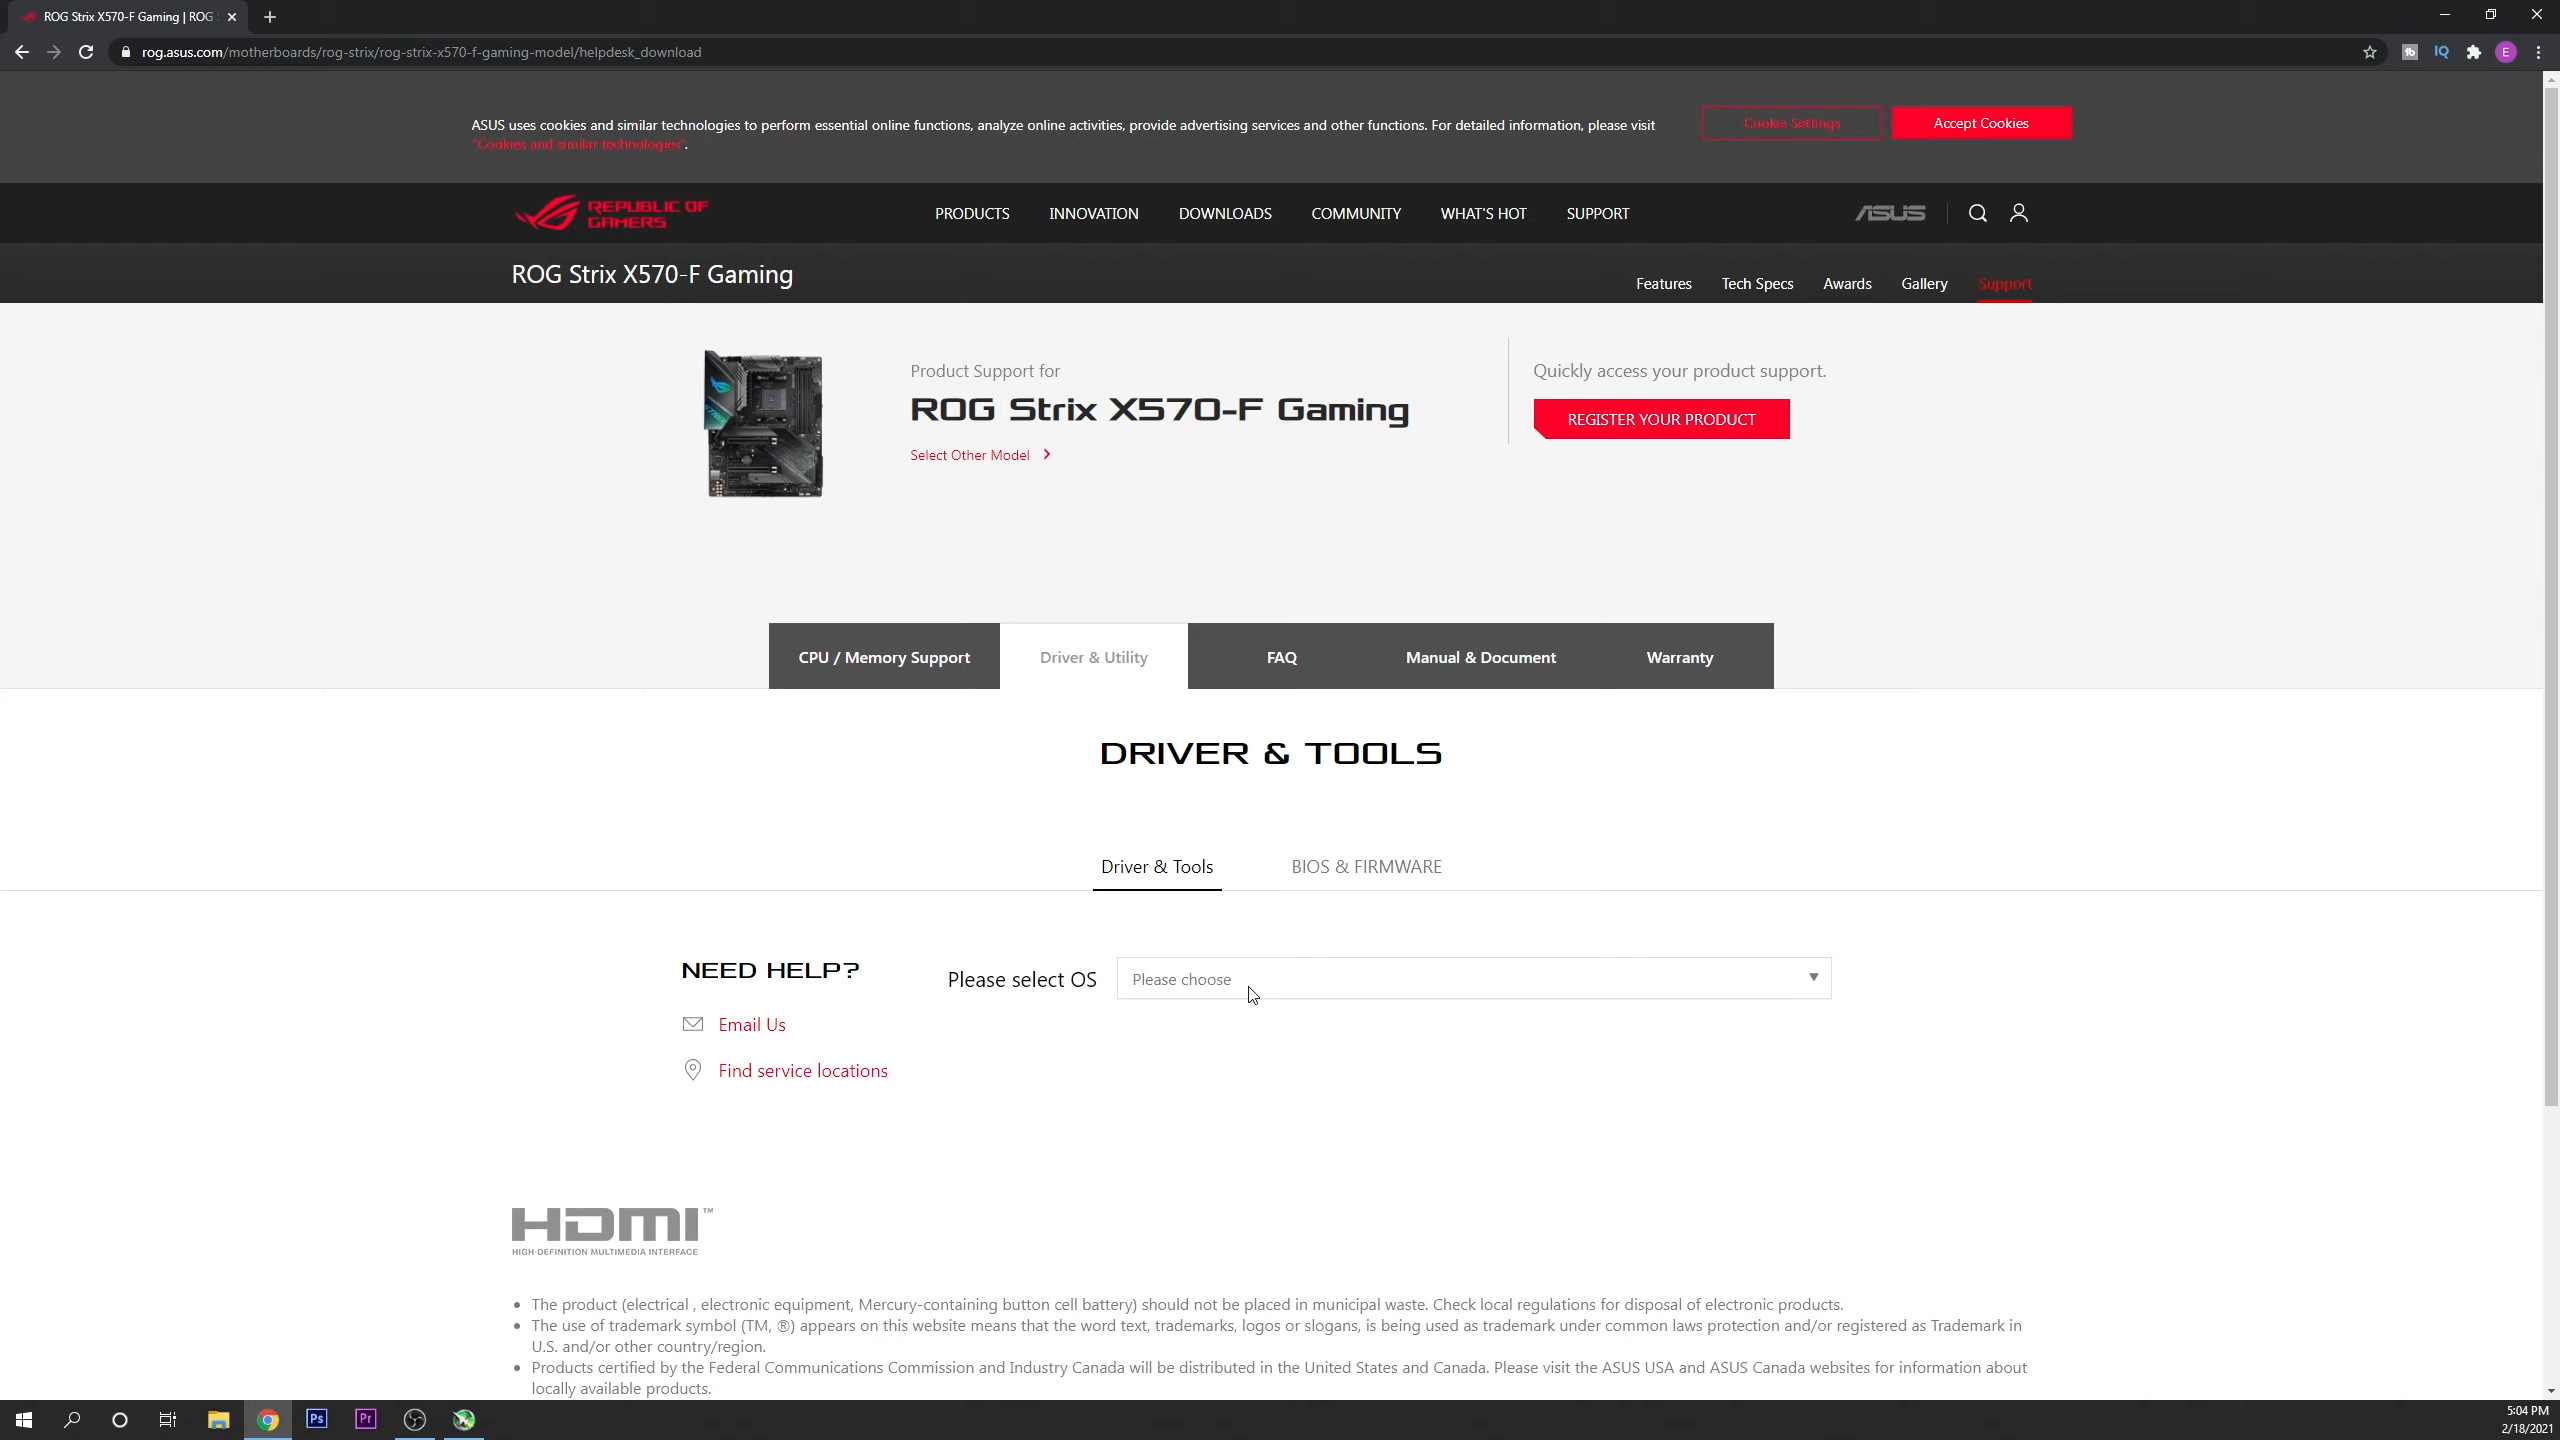 ROG Strix X570-F Gaming | ROG
rog.asus.com/motherboards/rog-strix/rog-strix-x570-f-gaming-model/helpdesk_download
IQ
E
ASUS uses cookies and similar technologies to perform essential online functions, analyze online activities, provide advertising services and other functions. For detailed information, please visit
"Cookies and similar technologies".
Cookie Settings
Accept Cookies
REPUBLIC OF
GAMERS
PRODUCTS
INNOVATION
DOWNLOADS
COMMUNITY
WHAT'S HOT
SUPPORT
ASUS
ROG Strix X570-F Gaming
Features
Tech Specs
Awards
Gallery
Support
Product Support for
ROG Strix X570-F Gaming
Select Other Model
Quickly access your product support.
REGISTER YOUR PRODUCT
CPU / Memory Support
Driver & Utility
FAQ
Manual & Document
Warranty
DRIVER & TOOLS
Driver & Tools
BIOS & FIRMWARE
NEED HELP?
Email Us
Find service locations
Please select OS
Please choose
HDMI™
HIGH-DEFINITION MULTIMEDIA INTERFACE
• The product (electrical , electronic equipment, Mercury-containing button cell battery) should not be placed in municipal waste. Check local regulations for disposal of electronic products.
• The use of trademark symbol (TM, ®) appears on this website means that the word text, trademarks, logos or slogans, is being used as trademark under common laws protection and/or registered as Trademark in
U.S. and/or other country/region.
• Products certified by the Federal Communications Commission and Industry Canada will be distributed in the United States and Canada. Please visit the ASUS USA and ASUS Canada websites for information about
locally available products.
Ps
Pr
5:04 PM
2/18/2021